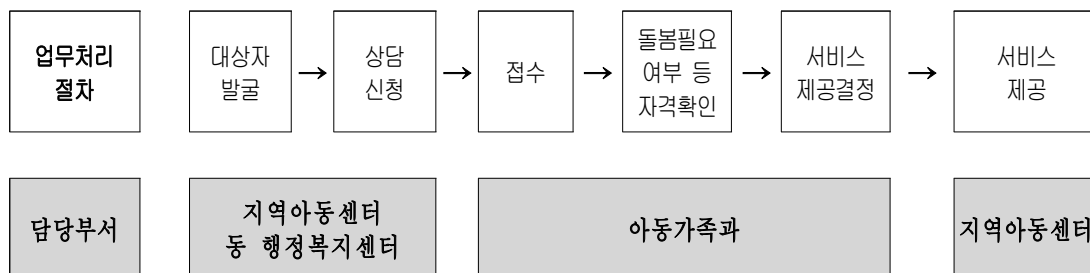 업무처리
절차
대상자
발굴
→
상담
신청
→
접수
→
돌봄필요
여부 등
자격확인
→
서비스
제공결정
→
서비스
제공
담당부서
지역아동센터
동 행정복지센터
아동가족과
지역아동센터